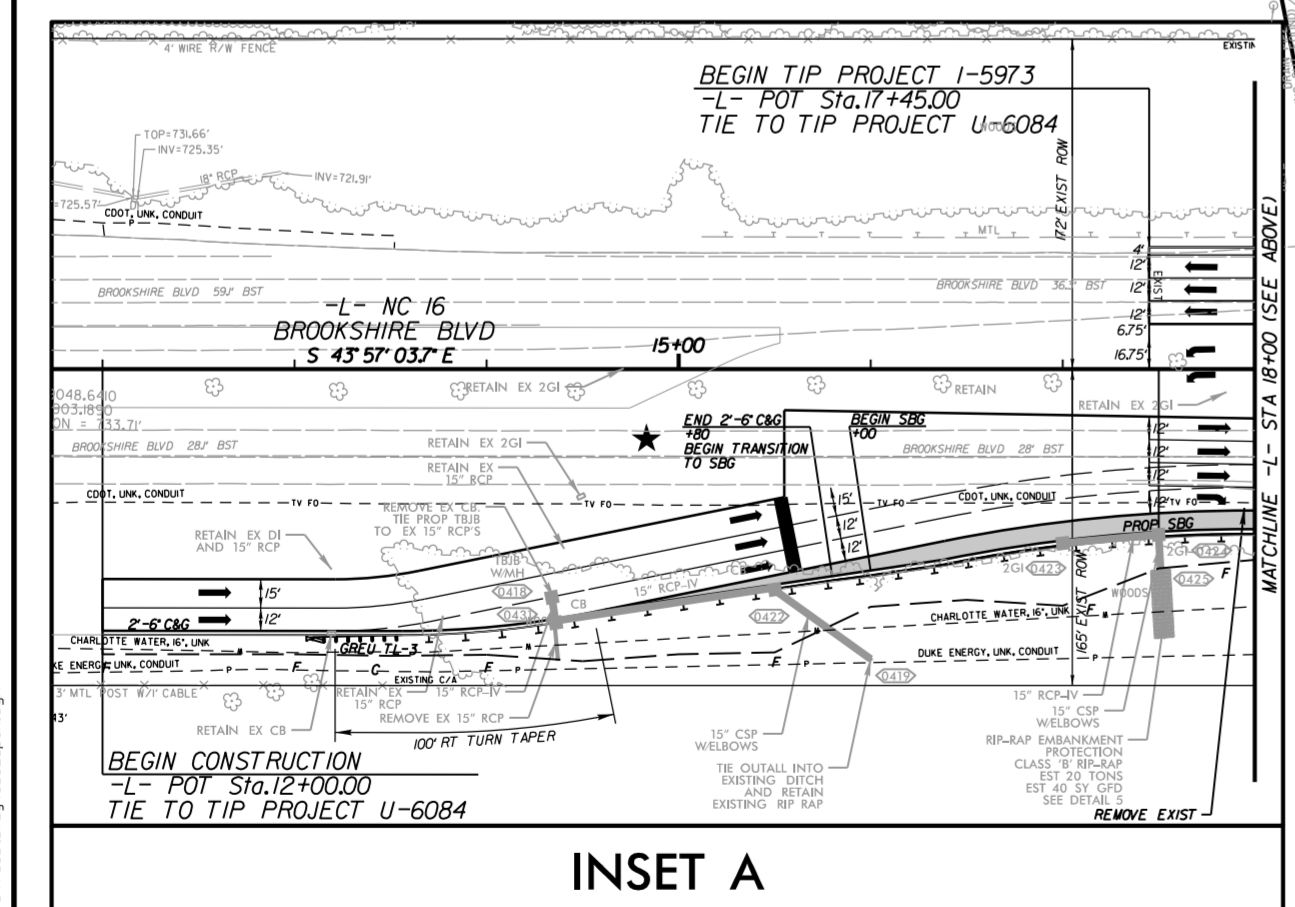 4' WIRE R/W FENCE
EXISTIN
BEGIN TIP PROJECT I-5973
-L- POT Sta.17+45.00
TIE TO TIP PROJECT U-6084
WOODS
TOP=731.66'
INV=725.35'
18" RCP
INV=721.91'
=725.57'
CDOT, UNK, CONDUIT
P
172' EXIST ROW
MTL
4'
12'
12'
12'
6.75'
16.75'
EXIST
BROOKSHIRE BLVD 59.1' BST
BROOKSHIRE BLVD 36.5' BST
-L- NC 16
BROOKSHIRE BLVD
S 43° 57' 03.7" E
15+00
MATCHLINE -L- STA 18+00 (SEE ABOVE)
RETAIN EX 2GI
RETAIN
RETAIN EX 2GI
048.6410
903.1890
ON = 733.71'
BROOKSHIRE BLVD 28.1' BST
RETAIN EX 2GI
RETAIN EX
15" RCP
END 2'-6" C&G
+80
BEGIN TRANSITION
TO SBG
BEGIN SBG
+00
BROOKSHIRE BLVD 28' BST
12'
12'
12'
12'
CDOT, UNK, CONDUIT
TV FO
TV FO
TV FO
CDOT, UNK, CONDUIT
TV FO
REMOVE EX CB.
TIE PROP TBJB
TO EX 15" RCP'S
RETAIN EX DI
AND 15" RCP
15'
12'
12'
PROP SBG
TBJB
W/MH
0418
0431
CB
15" RCP-IV
CB
2GI
0423
2GI
0424
0425
F
WOODS
15'
12'
2'-6" C&G
CHARLOTTE WATER, 16", UNK
GREU TL-3
0422
CHARLOTTE WATER, 16", UNK
F
165' EXIST ROW
KE ENERGY, UNK, CONDUIT
P
F
C
F
F
P
DUKE ENERGY, UNK, CONDUIT
P
EXISTING C/A
0419
3' MTL POST W/1' CABLE
43'
RETAIN EX
15" RCP
15" RCP-IV
REMOVE EX 15" RCP
RETAIN EX CB
100' RT TURN TAPER
15" CSP
W/ELBOWS
15" RCP-IV
15" CSP
W/ELBOWS
TIE OUTALL INTO
EXISTING DITCH
AND RETAIN
EXISTING RIP RAP
RIP-RAP EMBANKMENT
PROTECTION
CLASS 'B' RIP-RAP
EST 20 TONS
EST 40 SY GFD
SEE DETAIL 5
REMOVE EXIST
BEGIN CONSTRUCTION
-L- POT Sta.12+00.00
TIE TO TIP PROJECT U-6084
INSET A